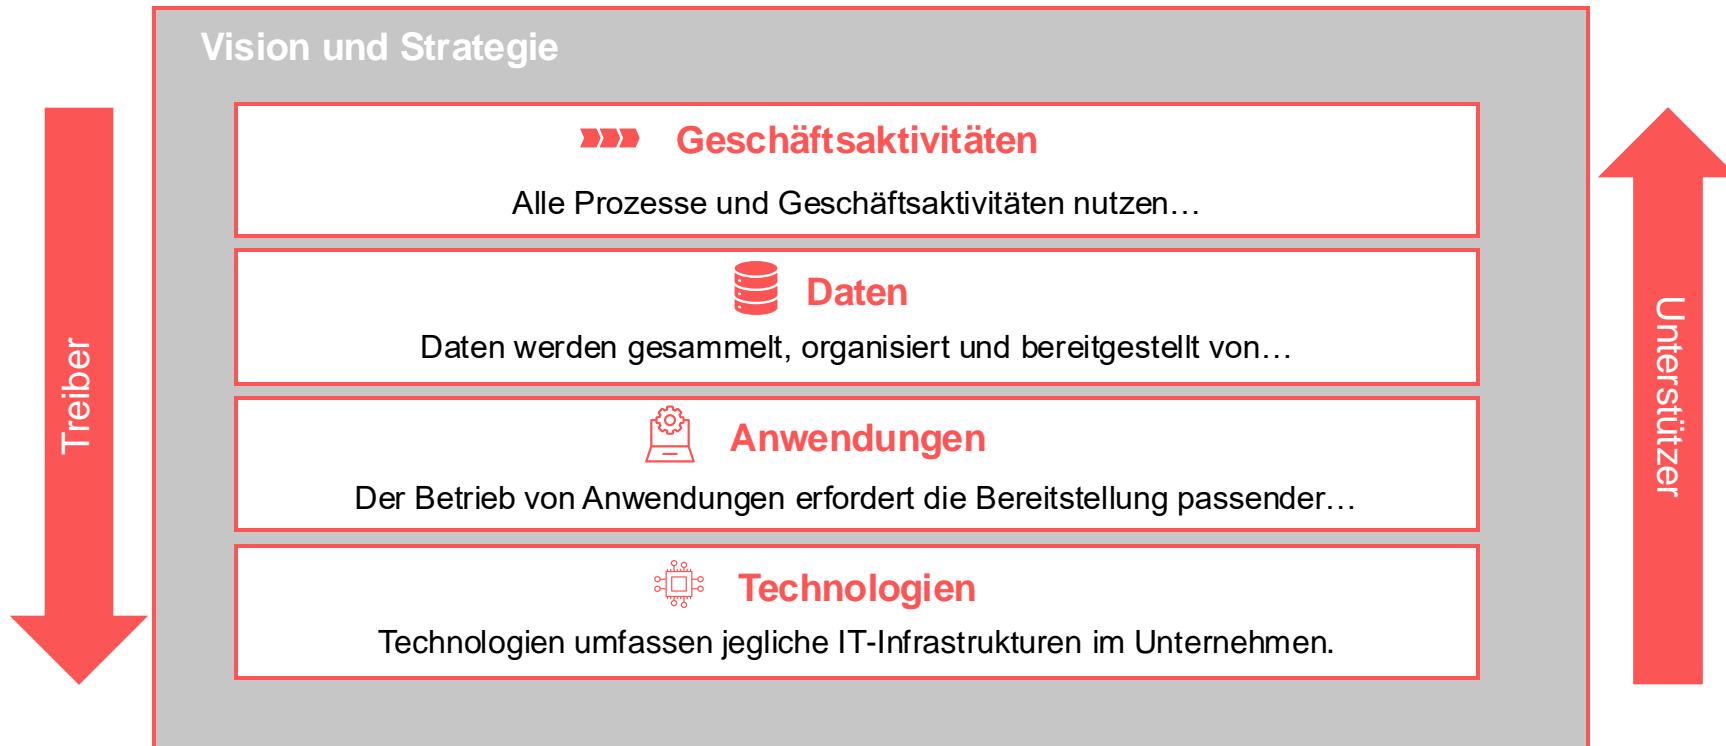 Vision und Strategie
Geschäftsaktivitäten
Alle Prozesse und Geschäftsaktivitäten nutzen…
Daten
Daten werden gesammelt, organisiert und bereitgestellt von…
Anwendungen
Der Betrieb von Anwendungen erfordert die Bereitstellung passender…
Technologien
Technologien umfassen jegliche IT-Infrastrukturen im Unternehmen.
Treiber
Unterstützer